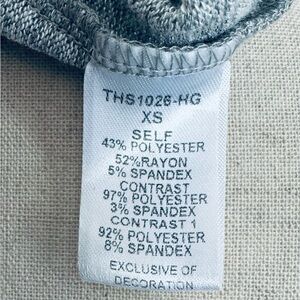 THS1026-HG
XS
SELF
43% POLYESTER
52%RAYON
5% SPANDEX
CONTRAST
97% POLYESTER
3% SPANDEX
CONTRAST 1
92% POLYESTER
8% SPANDEX
EXCLUSIVE OF
DECORATION